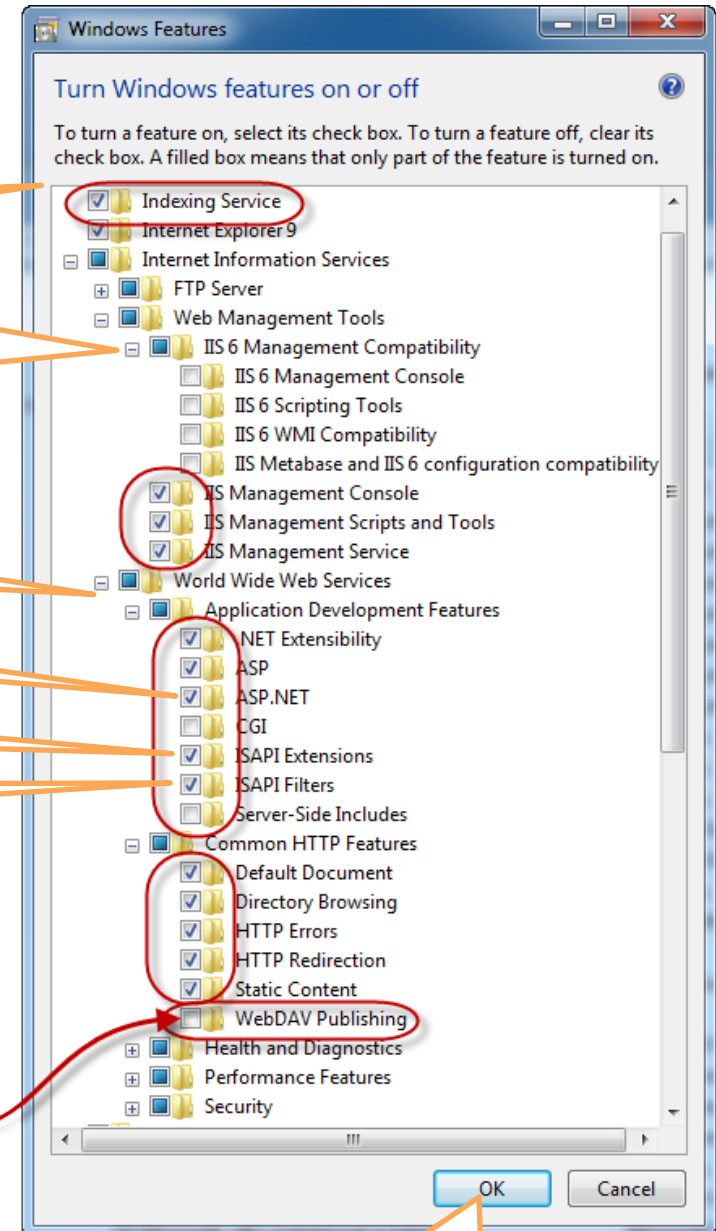 Windows Features
Turn Windows features on or off
To turn a feature on, select its check box. To turn a feature off, clear its
check box. A filled box means that only part of the feature is turned on.
Indexing Service
Internet Explorer 9
Internet Information Services
FTP Server
Web Management Tools
IIS 6 Management Compatibility
IIS 6 Management Console
IIS 6 Scripting Tools
IIS 6 WMI Compatibility
IIS Metabase and IIS 6 configuration compatibility
IIS Management Console
IIS Management Scripts and Tools
IIS Management Service
World Wide Web Services
Application Development Features
.NET Extensibility
ASP
ASP.NET
CGI
ISAPI Extensions
ISAPI Filters
Server-Side Includes
Common HTTP Features
Default Document
Directory Browsing
HTTP Errors
HTTP Redirection
Static Content
WebDAV Publishing
Health and Diagnostics
Performance Features
Security
OK Cancel